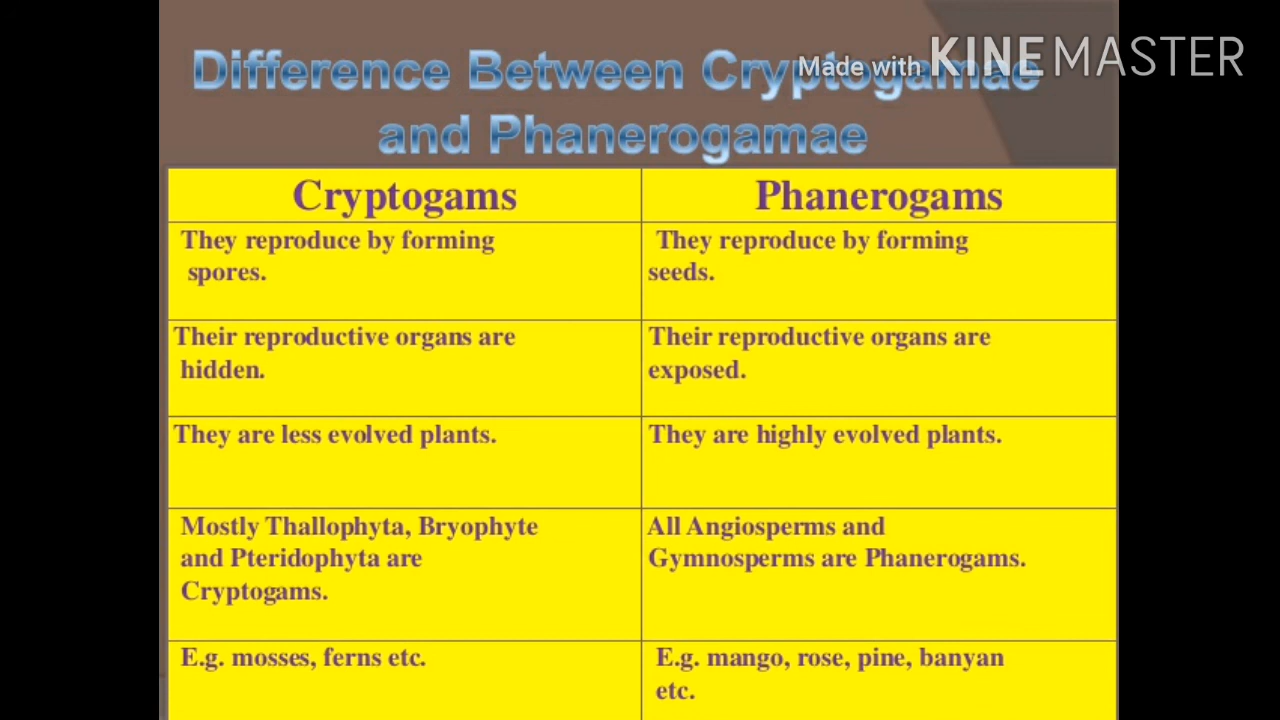 Made with KINEMASTER
Difference Between Cryptogamae
and Phanerogamae
Cryptogams
Phanerogams
They reproduce by forming
spores.
They reproduce by forming
seeds.
Their reproductive organs are
hidden.
Their reproductive organs are
exposed.
They are less evolved plants.
They are highly evolved plants.
Mostly Thallophyta, Bryophyte
and Pteridophyta are
Cryptogams.
All Angiosperms and
Gymnosperms are Phanerogams.
E.g. mosses, ferns etc.
E.g. mango, rose, pine, banyan
etc.